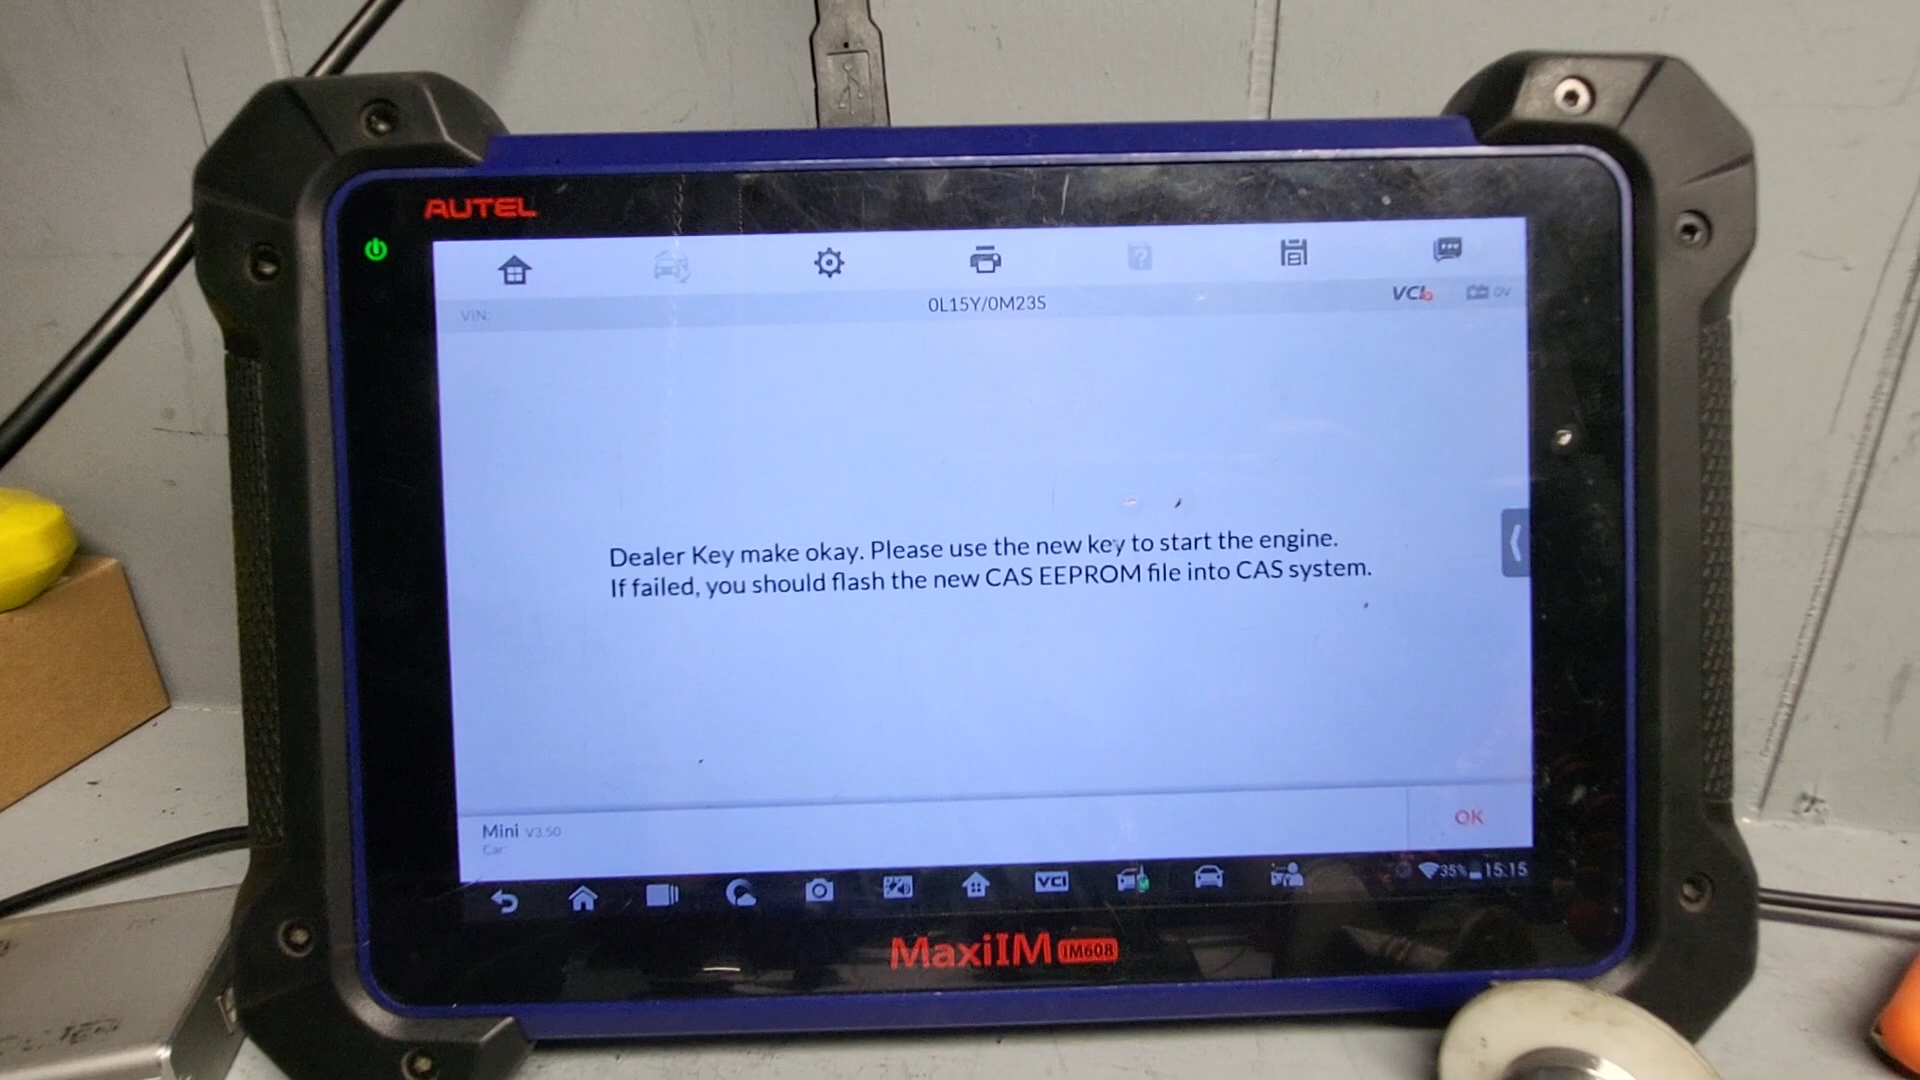 AUTEL
VIN:
0L15Y/0M23S
VCI
0V
Dealer Key make okay. Please use the new key to start the engine.
If failed, you should flash the new CAS EEPROM file into CAS system.
Mini V3.50
Car:
OK
VCI
35% 15:15
MaxiIM IM608